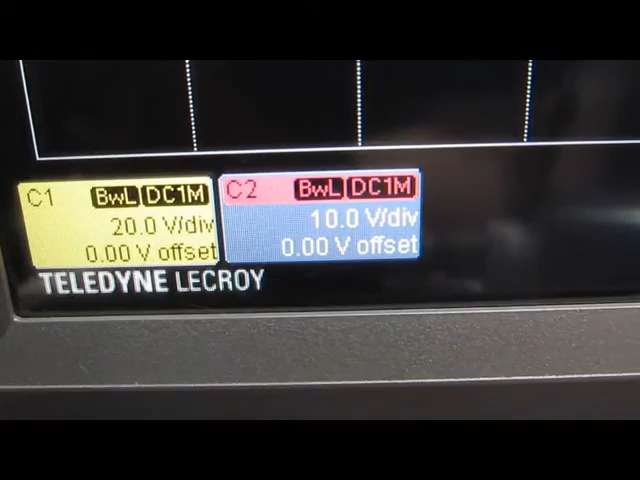 C1 BwL DC1M
20.0 V/div
0.00 V offset
C2 BwL DC1M
10.0 V/div
0.00 V offset
TELEDYNE LECROY